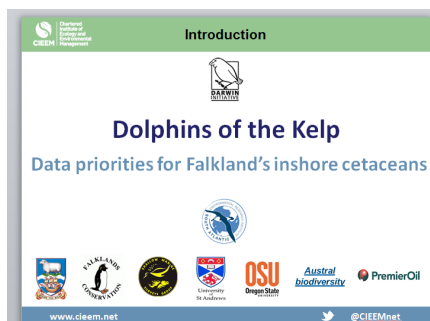 Chartered
Institute of
Ecology and
Environmental
Management
CIEEM
Introduction
DARWIN
INITIATIVE
Dolphins of the Kelp
Data priorities for Falkland's inshore cetaceans
SOUTH ATLANTIC
FALKLANDS
CONSERVATION
University
of
St Andrews
OSU
Oregon State
UNIVERSITY
Austral
biodiversity
PremierOil
www.cieem.net
@CIEEMnet